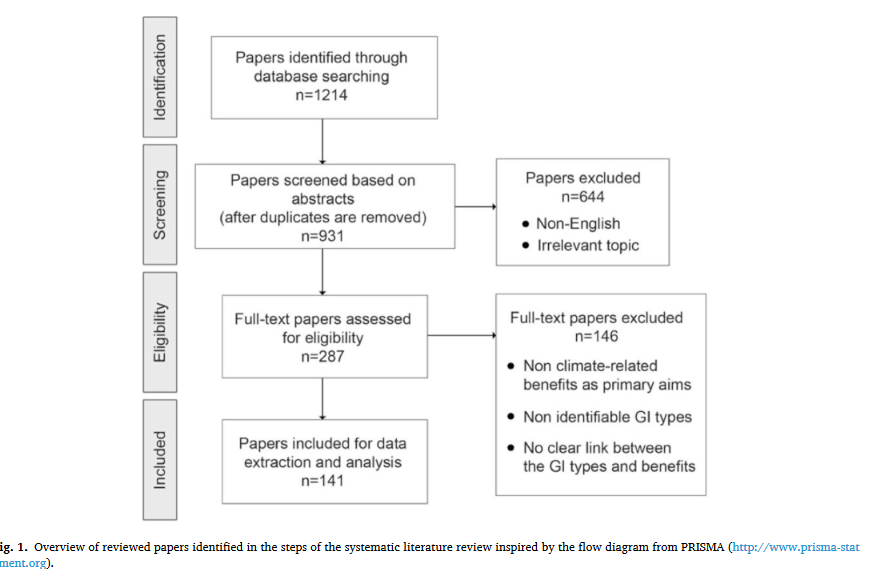 Identification
Papers identified through
database searching
n=1214
Screening
Papers screened based on
abstracts
(after duplicates are removed)
n=931
Papers excluded
n=644
• Non-English
• Irrelevant topic
Eligibility
Full-text papers assessed
for eligibility
n=287
Full-text papers excluded
n=146
• Non climate-related
benefits as primary aims
• Non identifiable GI types
• No clear link between
the GI types and benefits
Included
Papers included for data
extraction and analysis
n=141
ig. 1. Overview of reviewed papers identified in the steps of the systematic literature review inspired by the flow diagram from PRISMA (http://www.prisma-stat
ment.org).